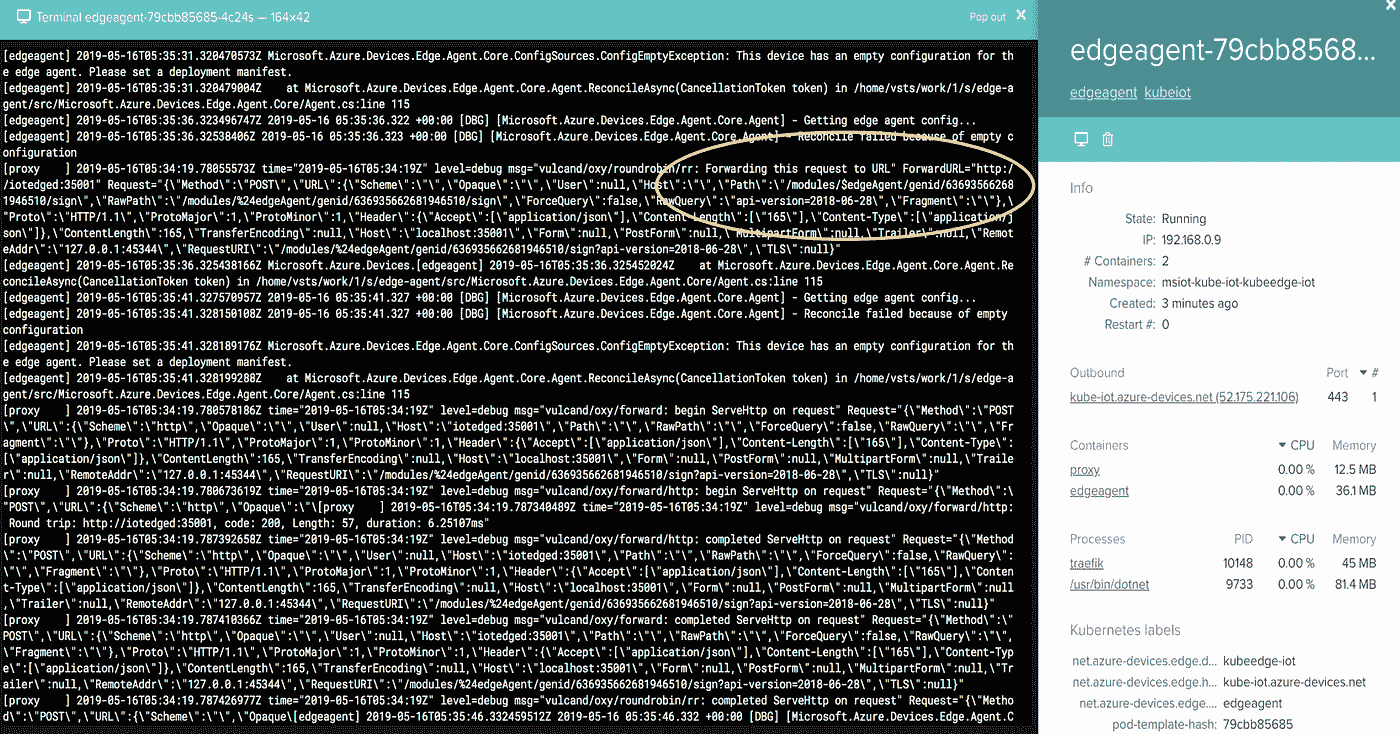 Terminal edgeagent-79cbb85685-4c24s — 164x42
Pop out X
[edgeagent] 2019-05-16T05:35:31.320470573Z Microsoft.Azure.Devices.Edge.Agent.Core.ConfigSources.ConfigEmptyException: This device has an empty configuration for th
e edge agent. Please set a deployment manifest.
[edgeagent] 2019-05-16T05:35:31.320479004Z    at Microsoft.Azure.Devices.Edge.Agent.Core.Agent.ReconcileAsync(CancellationToken token) in /home/vsts/work/1/s/edge-a
gent/src/Microsoft.Azure.Devices.Edge.Agent.Core/Agent.cs:line 115
[edgeagent] 2019-05-16T05:35:36.323496747Z 2019-05-16 05:35:36.322 +00:00 [DBG] [Microsoft.Azure.Devices.Edge.Agent.Core.Agent] - Getting edge agent config...
[edgeagent] 2019-05-16T05:35:36.32538406Z 2019-05-16 05:35:36.323 +00:00 [DBG] [Microsoft.Azure.Devices.Edge.Agent.Core.Agent] - Reconcile failed because of empty c
onfiguration
[proxy    ] 2019-05-16T05:34:19.78055573Z time="2019-05-16T05:34:19Z" level=debug msg="vulcand/oxy/roundrobin/rr: Forwarding this request to URL" ForwardURL="http:/
/iotedged:35001" Request="{\"Method\":\"POST\",\"URL\":{\"Scheme\":\"\",\"Opaque\":\"\",\"User\":null,\"Host\":\"\",\"Path\":\"/modules/$edgeAgent/genid/63693566268
1946510/sign\",\"RawPath\":\"/modules/%24edgeAgent/genid/636935662681946510/sign\",\"ForceQuery\":false,\"RawQuery\":\"api-version=2018-06-28\",\"Fragment\":\"\"},\
"Proto\":\"HTTP/1.1\",\"ProtoMajor\":1,\"ProtoMinor\":1,\"Header\":{\"Accept\":[\"application/json\"],\"Content-Length\":[\"165\"],\"Content-Type\":[\"application/j
son\"]},\"ContentLength\":165,\"TransferEncoding\":null,\"Host\":\"localhost:35001\",\"Form\":null,\"PostForm\":null,\"MultipartForm\":null,\"Trailer\":null,\"Remot
eAddr\":\"127.0.0.1:45344\",\"RequestURI\":\"/modules/%24edgeAgent/genid/636935662681946510/sign?api-version=2018-06-28\",\"TLS\":null}"
[edgeagent] 2019-05-16T05:35:36.32543816​6Z 2019-05-16T05:35:36.325438166Z at Microsoft.Azure.Devices.[edgeagent] 2019-05-16T05:35:36.325452024Z    at Microsoft.Azure.Devices.Edge.Agent.Core.Agent.Re
concileAsync(CancellationToken token) in /home/vsts/work/1/s/edge-agent/src/Microsoft.Azure.Devices.Edge.Agent.Core/Agent.cs:line 115
[edgeagent] 2019-05-16T05:35:41.327570957Z 2019-05-16 05:35:41.327 +00:00 [DBG] [Microsoft.Azure.Devices.Edge.Agent.Core.Agent] - Getting edge agent config...
[edgeagent] 2019-05-16T05:35:41.328150108Z 2019-05-16 05:35:41.327 +00:00 [DBG] [Microsoft.Azure.Devices.Edge.Agent.Core.Agent] - Reconcile failed because of empty
configuration
[edgeagent] 2019-05-16T05:35:41.328189176Z Microsoft.Azure.Devices.Edge.Agent.Core.ConfigSources.ConfigEmptyException: This device has an empty configuration for th
e edge agent. Please set a deployment manifest.
[edgeagent] 2019-05-16T05:35:41.328199288Z    at Microsoft.Azure.Devices.Edge.Agent.Core.Agent.ReconcileAsync(CancellationToken token) in /home/vsts/work/1/s/edge-a
gent/src/Microsoft.Azure.Devices.Edge.Agent.Core/Agent.cs:line 115
[proxy    ] 2019-05-16T05:34:19.780578186Z time="2019-05-16T05:34:19Z" level=debug msg="vulcand/oxy/forward: begin ServeHttp on request" Request="{\"Method\":\"POST
\",\"URL\":{\"Scheme\":\"http\",\"Opaque\":\"\",\"User\":null,\"Host\":\"iotedged:35001\",\"Path\":\"\",\"RawPath\":\"\",\"ForceQuery\":false,\"RawQuery\":\"\",\"Fr
agment\":\"\"},\"Proto\":\"HTTP/1.1\",\"ProtoMajor\":1,\"ProtoMinor\":1,\"Header\":{\"Accept\":[\"application/json\"],\"Content-Length\":[\"165\"],\"Content-Type\":
[\"application/json\"]},\"ContentLength\":165,\"TransferEncoding\":null,\"Host\":\"localhost:35001\",\"Form\":null,\"PostForm\":null,\"MultipartForm\":null,\"Traile
r\":null,\"RemoteAddr\":\"127.0.0.1:45344\",\"RequestURI\":\"/modules/%24edgeAgent/genid/636935662681946510/sign?api-version=2018-06-28\",\"TLS\":null}"
[proxy    ] 2019-05-16T05:34:19.780673619Z time="2019-05-16T05:34:19Z" level=debug msg="vulcand/oxy/forward/http: begin ServeHttp on request" Request="{\"Method\":\
"POST\",\"URL\":{\"Scheme\":\"http\",\"Opaque\":\"\[proxy    ] 2019-05-16T05:34:19.787340489Z time="2019-05-16T05:34:19Z" level=debug msg="vulcand/oxy/forward/http:
Round trip: http://iotedged:35001, code: 200, Length: 57, duration: 6.25107ms"
[proxy    ] 2019-05-16T05:34:19.787392658Z time="2019-05-16T05:34:19Z" level=debug msg="vulcand/oxy/forward/http: completed ServeHttp on request" Request="{\"Method
\":\"POST\",\"URL\":{\"Scheme\":\"http\",\"Opaque\":\"\",\"User\":null,\"Host\":\"iotedged:35001\",\"Path\":\"\",\"RawPath\":\"\",\"ForceQuery\":false,\"RawQuery\":
\"\",\"Fragment\":\"\"},\"Proto\":\"HTTP/1.1\",\"ProtoMajor\":1,\"ProtoMinor\":1,\"Header\":{\"Accept\":[\"application/json\"],\"Content-Length\":[\"165\"],\"Conten
t-Type\":[\"application/json\"]},\"ContentLength\":165,\"TransferEncoding\":null,\"Host\":\"localhost:35001\",\"Form\":null,\"PostForm\":null,\"MultipartForm\":null
,\"Trailer\":null,\"RemoteAddr\":\"127.0.0.1:45344\",\"RequestURI\":\"/modules/%24edgeAgent/genid/636935662681946510/sign?api-version=2018-06-28\",\"TLS\":null}"
[proxy    ] 2019-05-16T05:34:19.787410366Z time="2019-05-16T05:34:19Z" level=debug msg="vulcand/oxy/forward: completed ServeHttp on request" Request="{\"Method\":\"
POST\",\"URL\":{\"Scheme\":\"http\",\"Opaque\":\"\",\"User\":null,\"Host\":\"iotedged:35001\",\"Path\":\"\",\"RawPath\":\"\",\"ForceQuery\":false,\"RawQuery\":\"\",
\"Fragment\":\"\"},\"Proto\":\"HTTP/1.1\",\"ProtoMajor\":1,\"ProtoMinor\":1,\"Header\":{\"Accept\":[\"application/json\"],\"Content-Length\":[\"165\"],\"Content-Typ
e\":[\"application/json\"]},\"ContentLength\":165,\"TransferEncoding\":null,\"Host\":\"localhost:35001\",\"Form\":null,\"PostForm\":null,\"MultipartForm\":null,\"Tr
ailer\":null,\"RemoteAddr\":\"127.0.0.1:45344\",\"RequestURI\":\"/modules/%24edgeAgent/genid/636935662681946510/sign?api-version=2018-06-28\",\"TLS\":null}"
[proxy    ] 2019-05-16T05:34:19.787426977Z time="2019-05-16T05:34:19Z" level=debug msg="vulcand/oxy/roundrobin/rr: completed ServeHttp on request" Request="{\"Metho
d\":\"POST\",\"URL\":{\"Scheme\":\"\",\"Opaque\[edgeagent] 2019-05-16T05:35:46.332459512Z 2019-05-16 05:35:46.332 +00:00 [DBG] [Microsoft.Azure.Devices.Edge.Agent.C
edgeagent-79cbb8568...
edgeagent kubeiot
Info
State: Running
IP: 192.168.0.9
# Containers: 2
Namespace: msiot-kube-iot-kubeedge-iot
Created: 3 minutes ago
Restart #: 0
Outbound Port #
kube-iot.azure-devices.net (52.175.221.106) 443 1
Containers CPU Memory
proxy 0.00 % 12.5 MB
edgeagent 0.00 % 36.1 MB
Processes PID CPU Memory
traefik 10148 0.00 % 45 MB
/usr/bin/dotnet 9733 0.00 % 81.4 MB
Kubernetes labels
net.azure-devices.edge.d... kubeedge-iot
net.azure-devices.edge.h... kube-iot.azure-devices.net
net.azure-devices.edge.... edgeagent
pod-template-hash: 79cbb85685